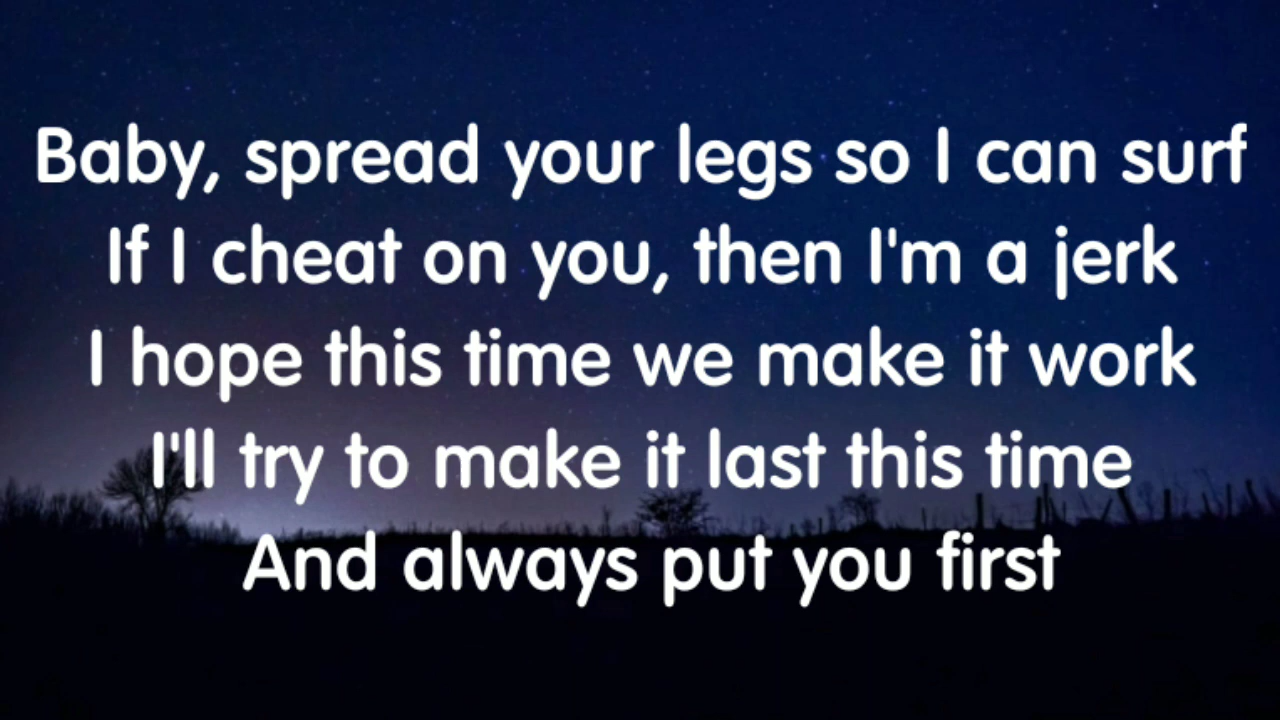 Baby, spread your legs so I can surf
If I cheat on you, then I'm a jerk
I hope this time we make it work
I'll try to make it last this time
And always put you first